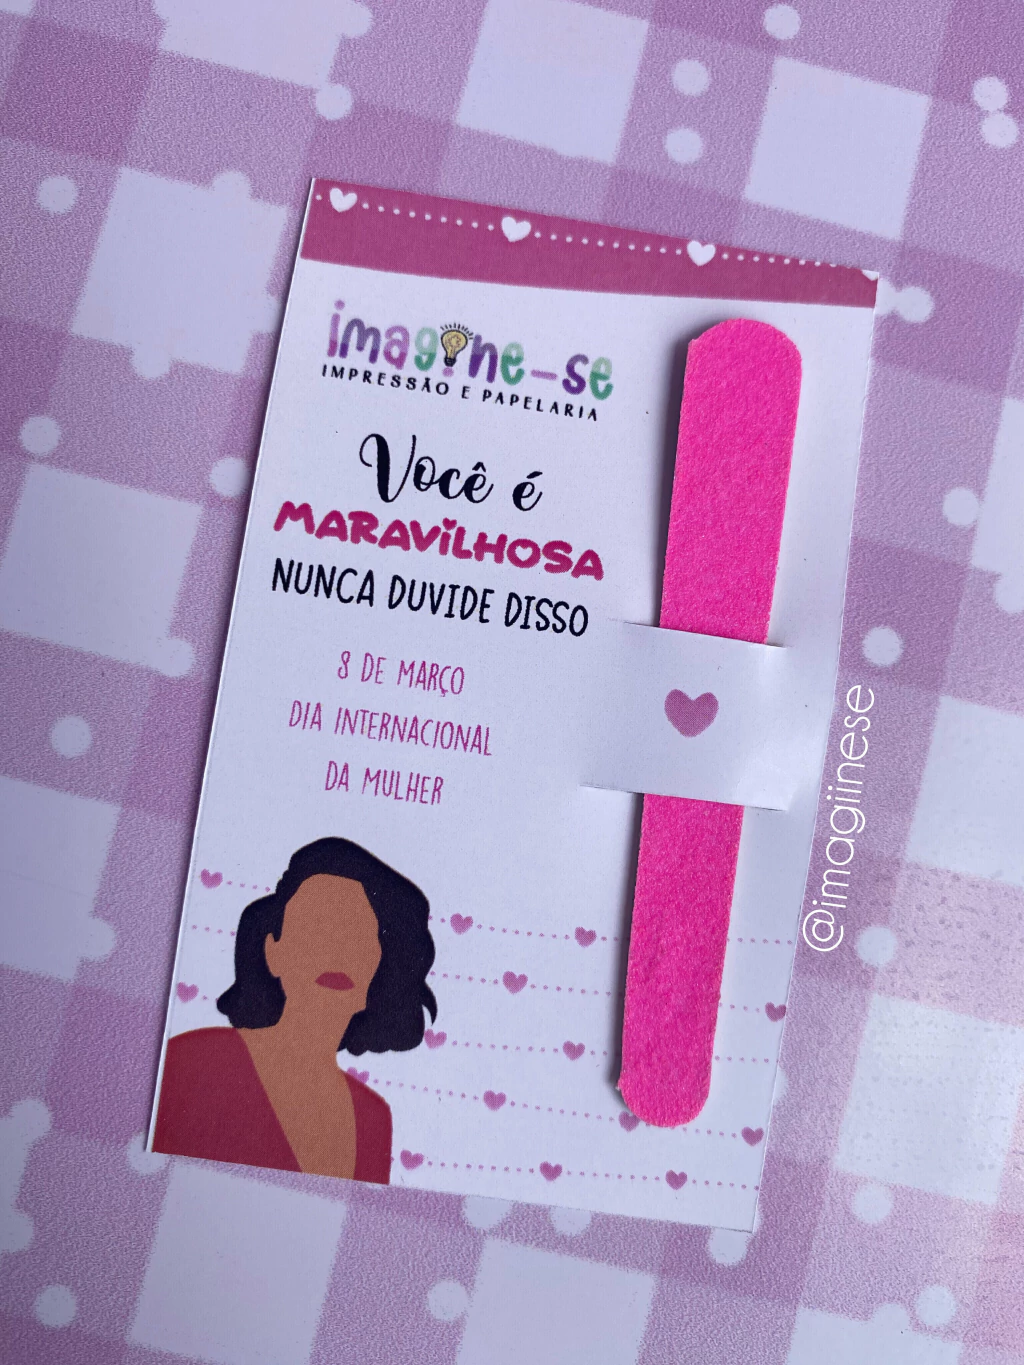 imagine-se
IMPRESSÃO E PAPELARIA
Você é
MARAVILHOSA
NUNCA DUVIDE DISSO
8 DE MARÇO
DIA INTERNACIONAL
DA MULHER
@imagiinese